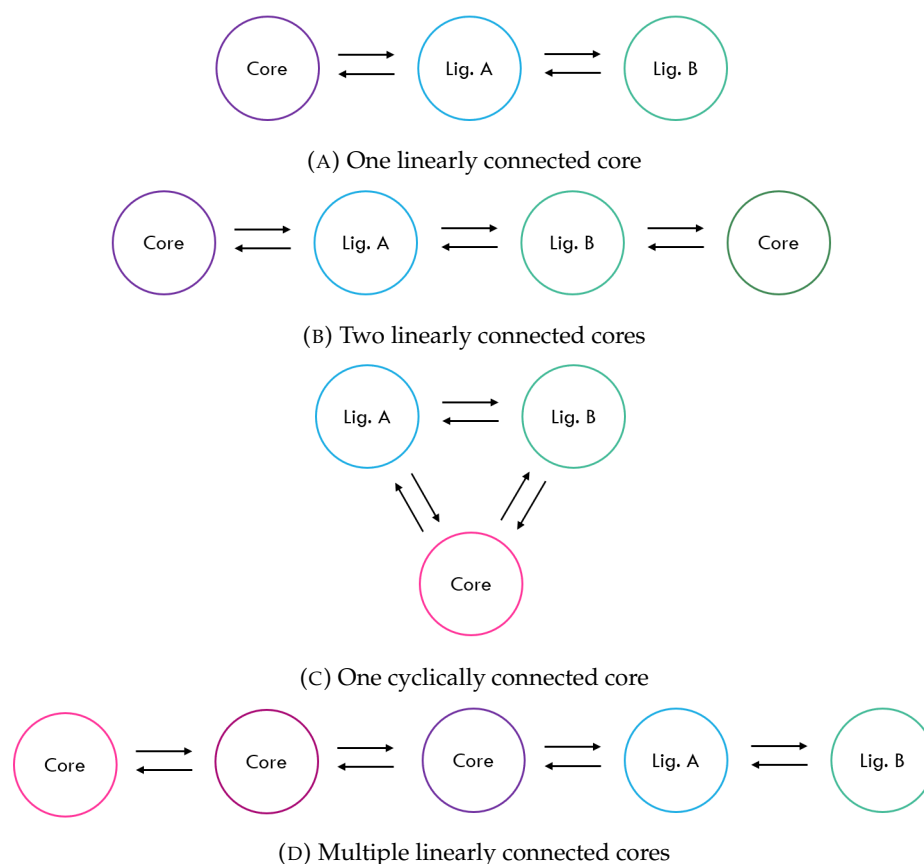 Core Lig. A Lig. B
(A) One linearly connected core
Core Lig. A Lig. B Core
(B) Two linearly connected cores
Lig. A Lig. B
Core
(C) One cyclically connected core
Core Core Core Lig. A Lig. B
(D) Multiple linearly connected cores